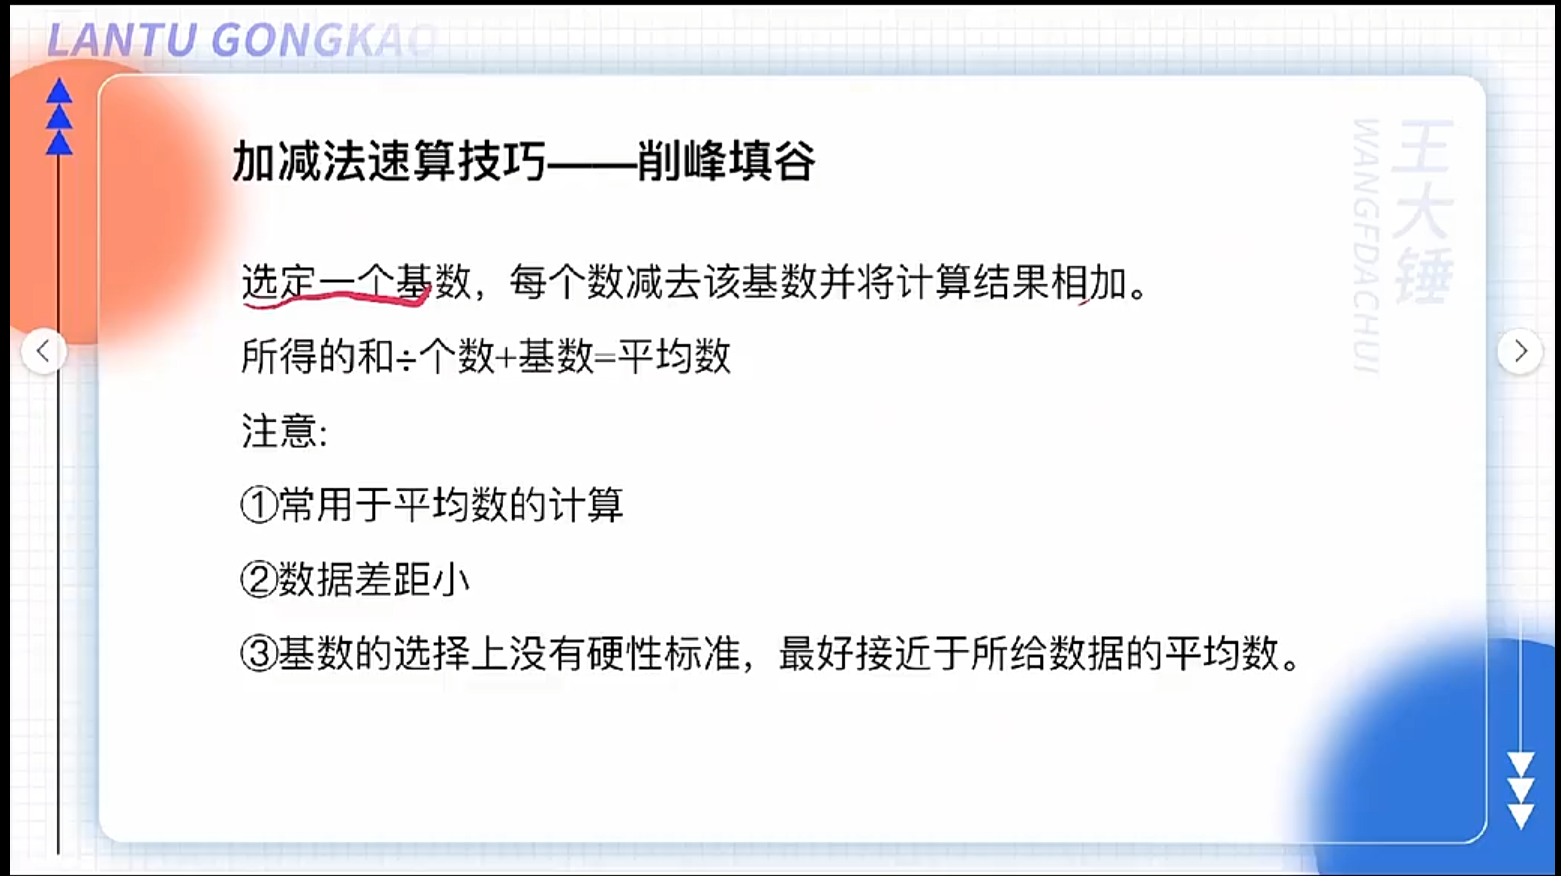 LANTU GONGKAO
加减法速算技巧——削峰填谷
选定一个基数，每个数减去该基数并将计算结果相加。
所得的和÷个数+基数=平均数
注意:
①常用于平均数的计算
②数据差距小
③基数的选择上没有硬性标准，最好接近于所给数据的平均数。
王大锤
WANGFDACHUI